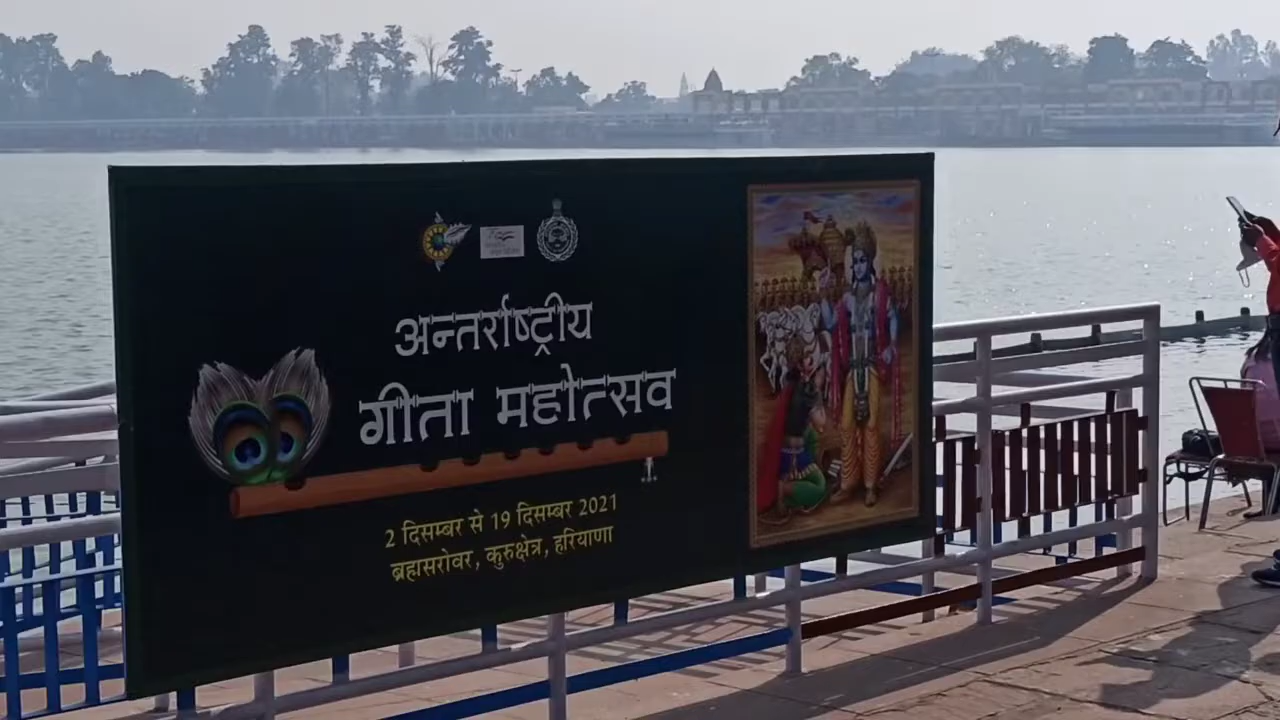 अन्तर्राष्ट्रीय
गीता महोत्सव
2 दिसम्बर से 19 दिसम्बर 2021
ब्रह्मसरोवर, कुरुक्षेत्र, हरियाणा